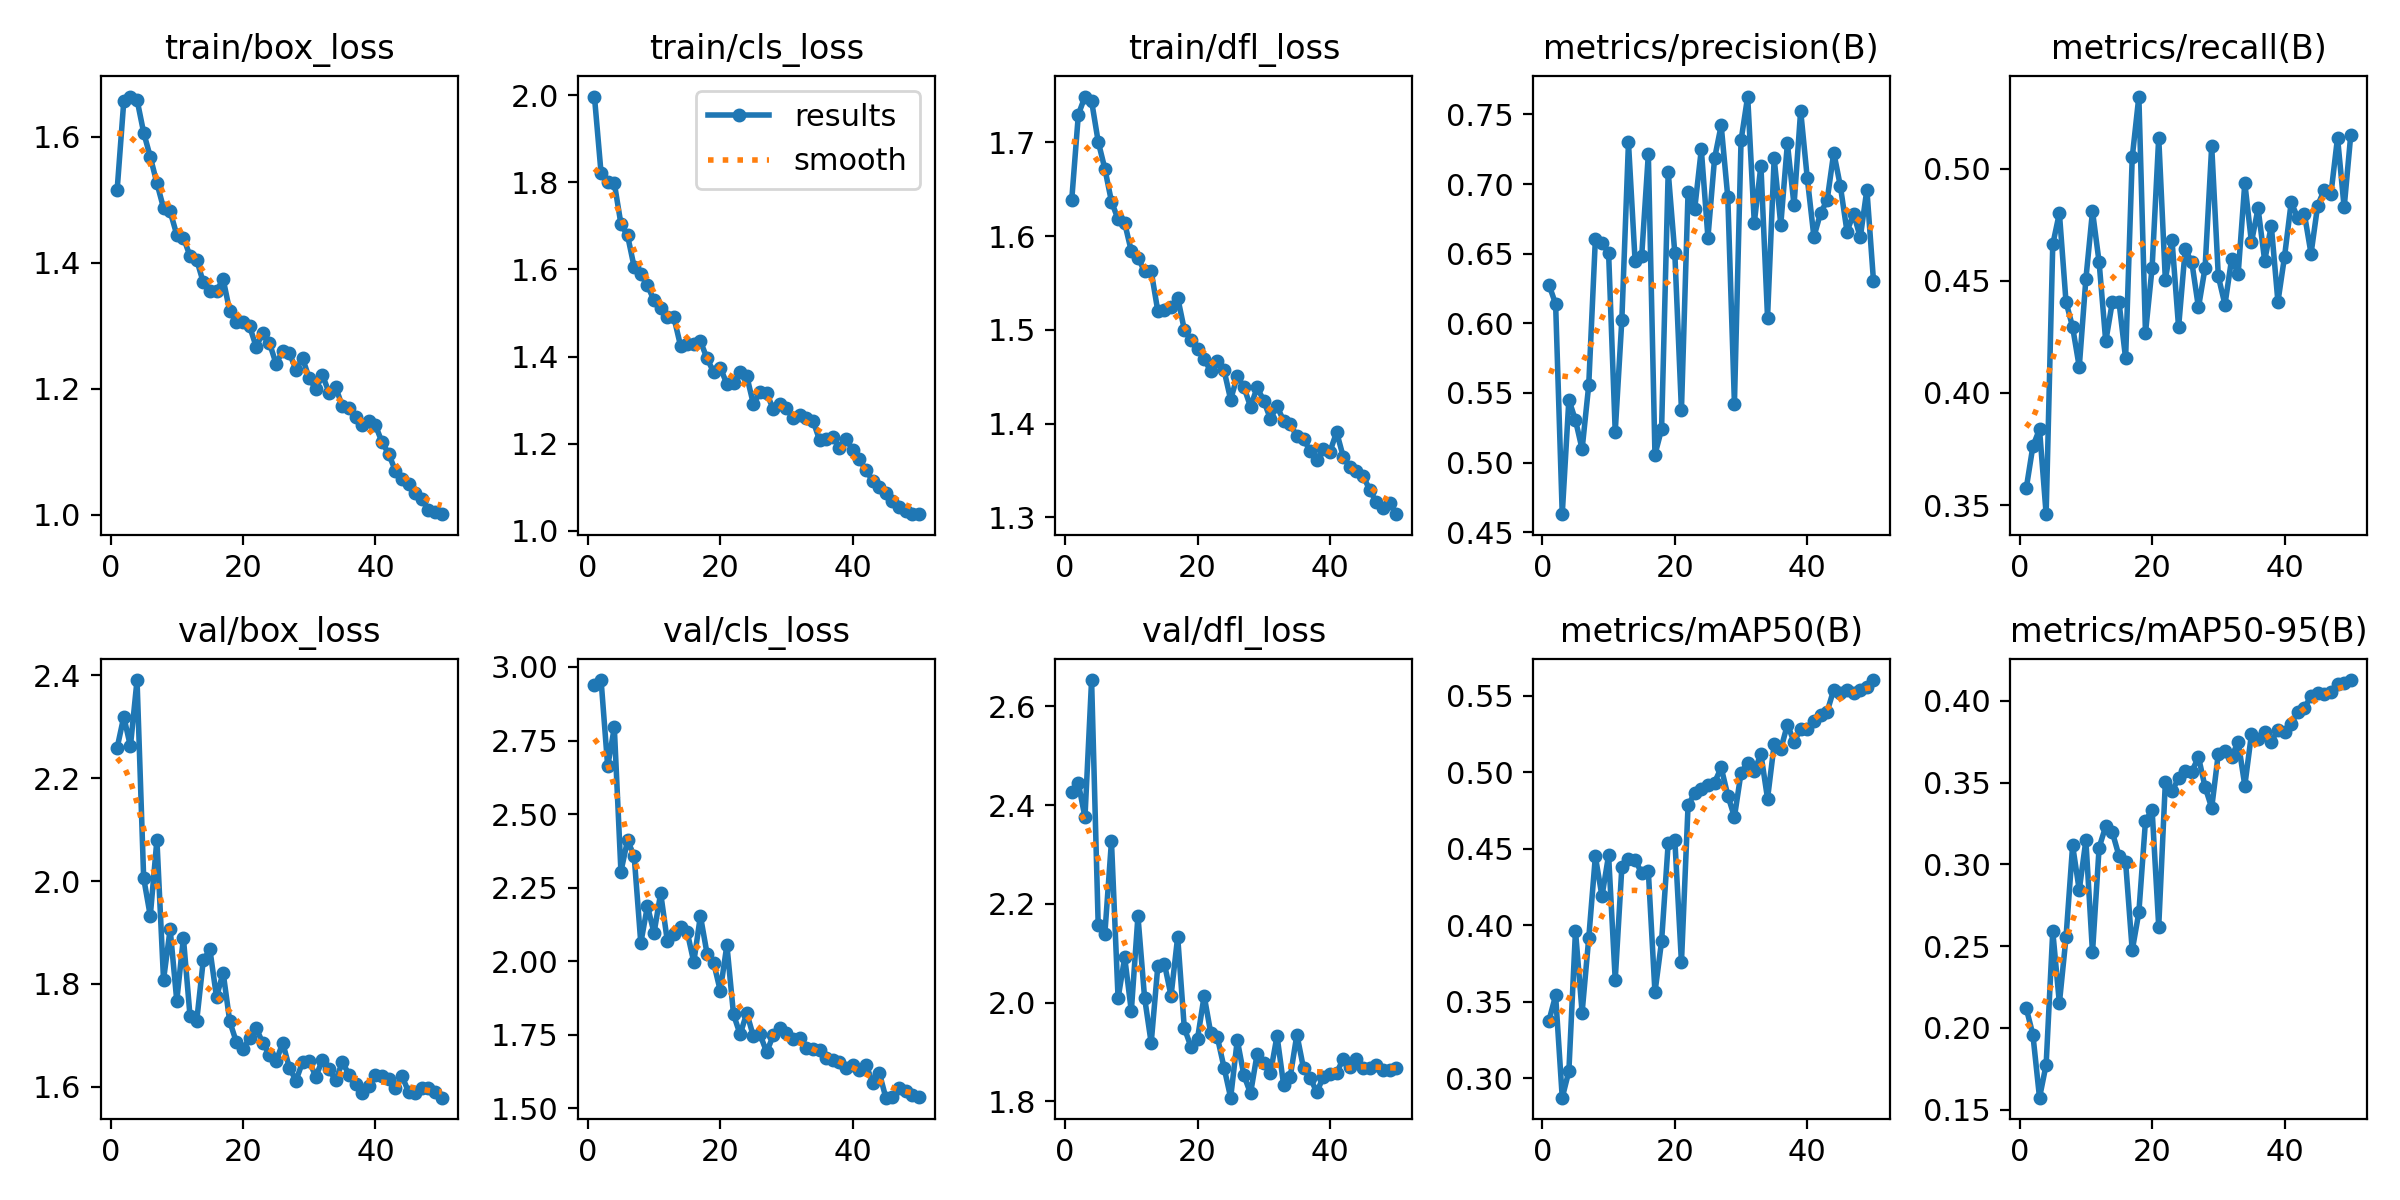 train/box_loss
train/cls_loss
train/dfl_loss
metrics/precision(B)
metrics/recall(B)
1.6
1.4
1.2
1.0
0 20 40
2.0
1.8
1.6
1.4
1.2
1.0
0 20 40
results
smooth
1.7
1.6
1.5
1.4
1.3
0 20 40
0.75
0.70
0.65
0.60
0.55
0.50
0.45
0 20 40
0.50
0.45
0.40
0.35
0 20 40
val/box_loss
val/cls_loss
val/dfl_loss
metrics/mAP50(B)
metrics/mAP50-95(B)
2.4
2.2
2.0
1.8
1.6
0 20 40
3.00
2.75
2.50
2.25
2.00
1.75
1.50
0 20 40
2.6
2.4
2.2
2.0
1.8
0 20 40
0.55
0.50
0.45
0.40
0.35
0.30
0 20 40
0.40
0.35
0.30
0.25
0.20
0.15
0 20 40